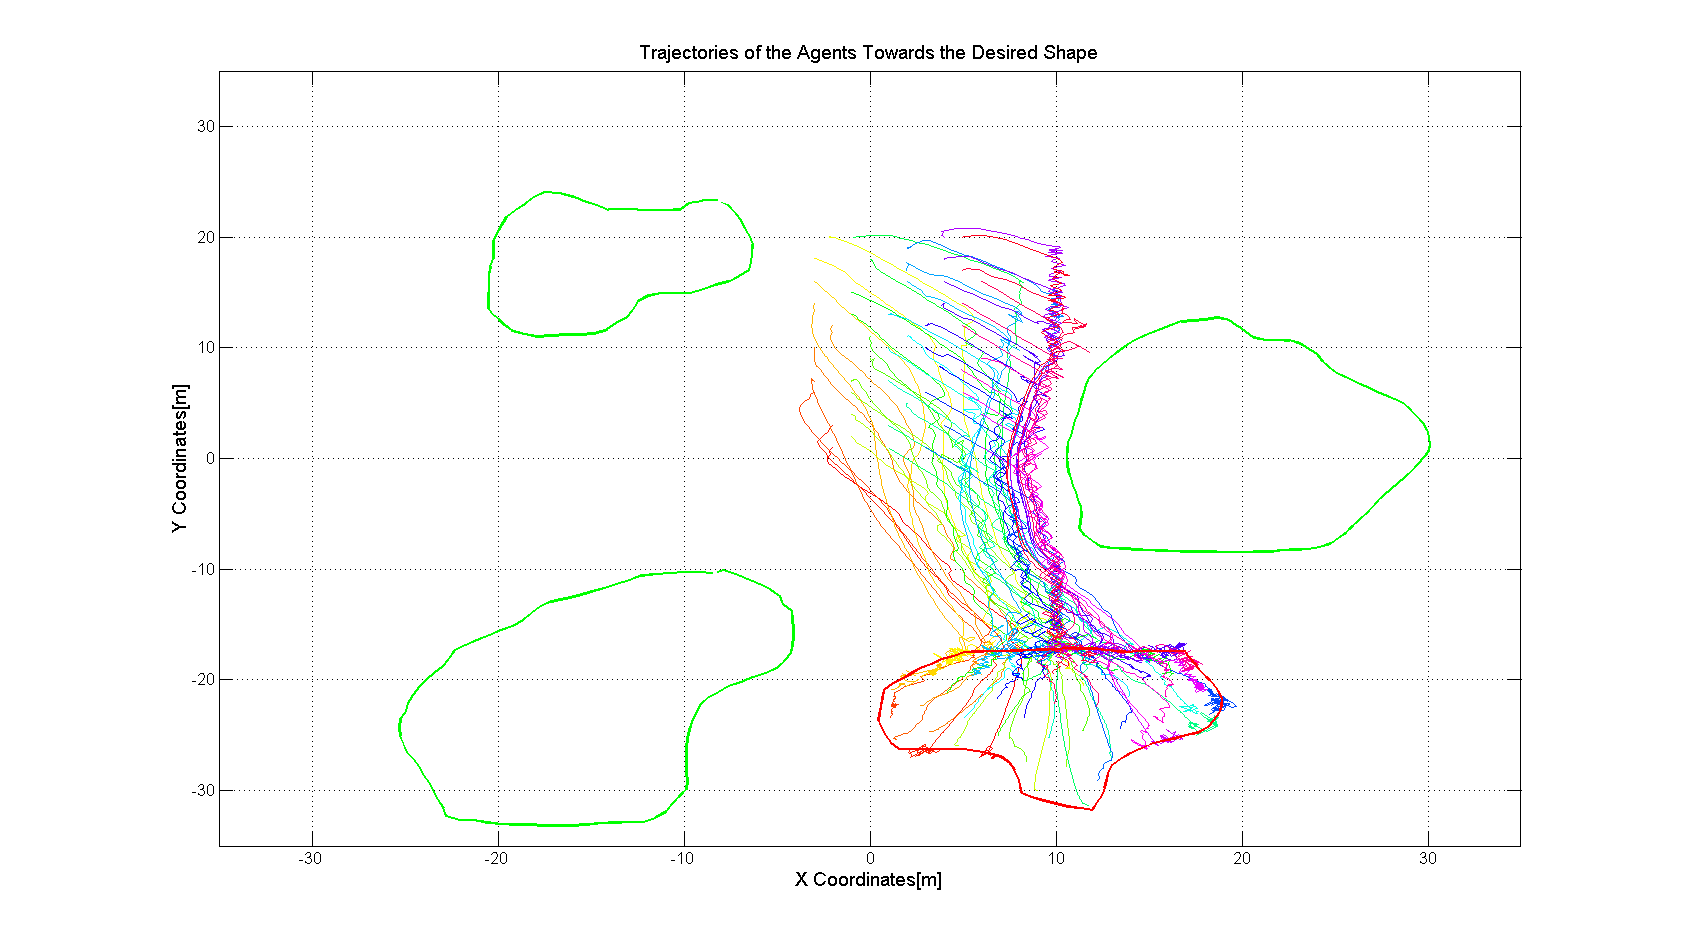 Trajectories of the Agents Towards the Desired Shape
30
20
10
0
-10
-20
-30
Y Coordinates[m]
-30 -20 -10 0 10 20 30
X Coordinates[m]